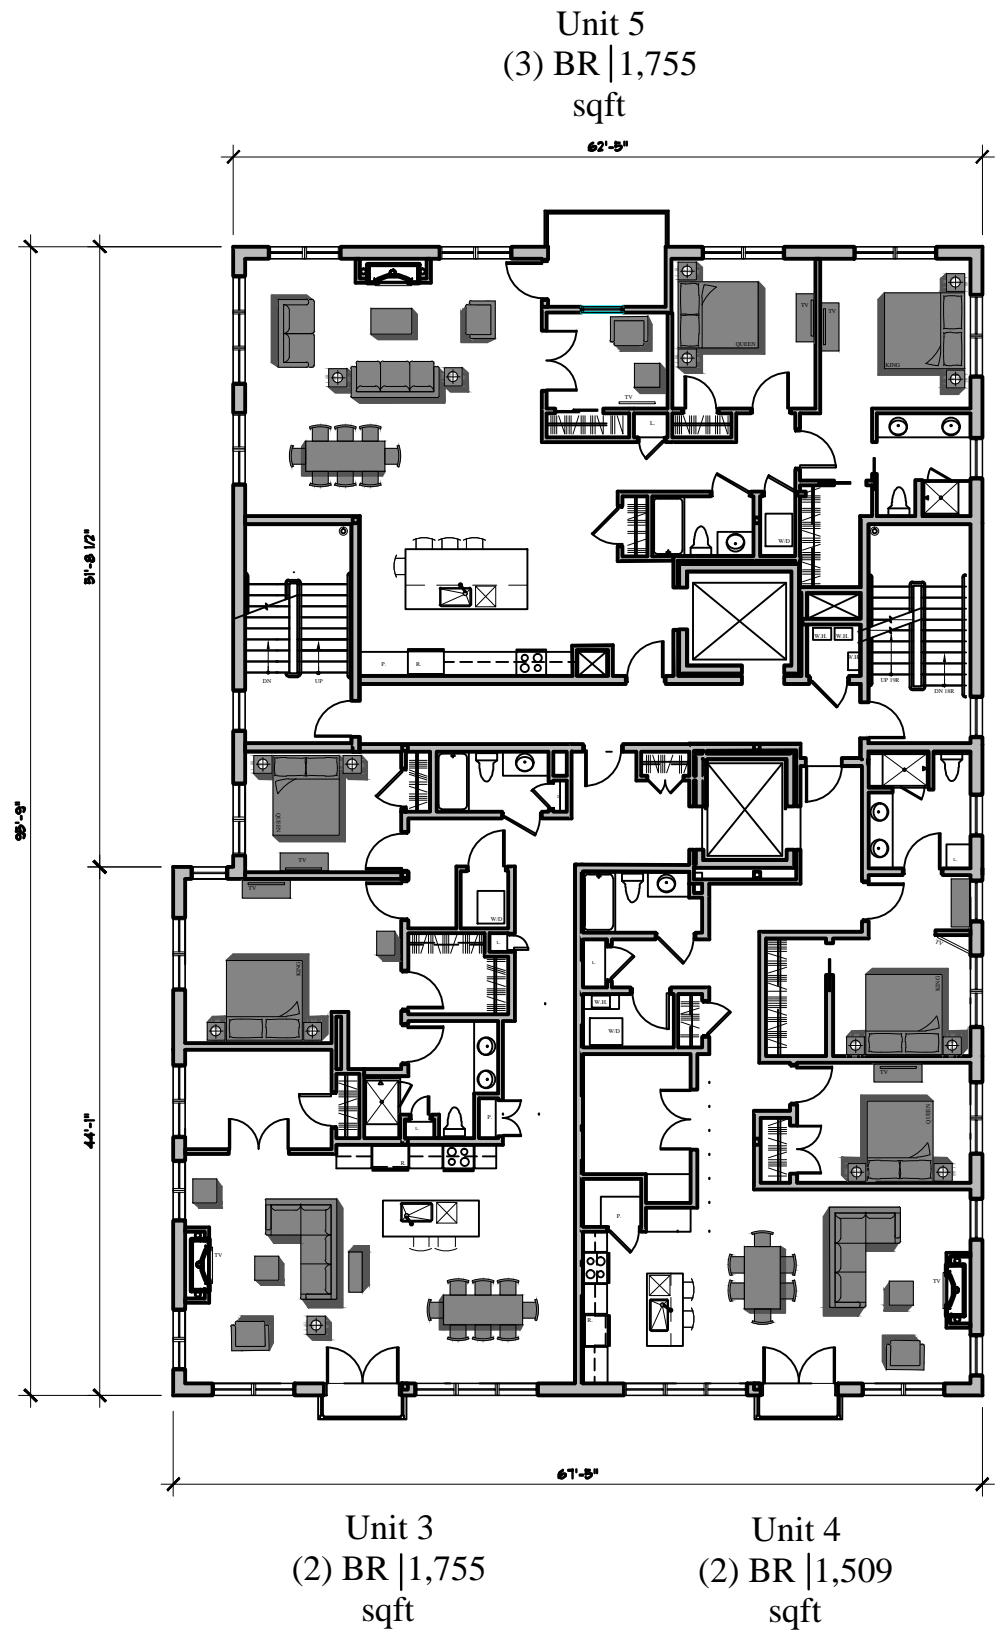 Unit 5
(3) BR |1,755
sqft
62'-5"
TV
TV
QUEEN
KING
TV
L.
W/D
51'-8 1/2"
W.H.
W.H.
W.H.
P.
R.
DN
UP
UP 19R
DN 18R
95'-9"
QUEEN
TV
TV
L.
W/D
L.
KING
L.
W.H.
W/D
KING
TV
44'-1"
P.
L.
R.
QUEEN
P.
TV
TV
R.
67'-5"
Unit 3
(2) BR |1,755
sqft
Unit 4
(2) BR |1,509
sqft